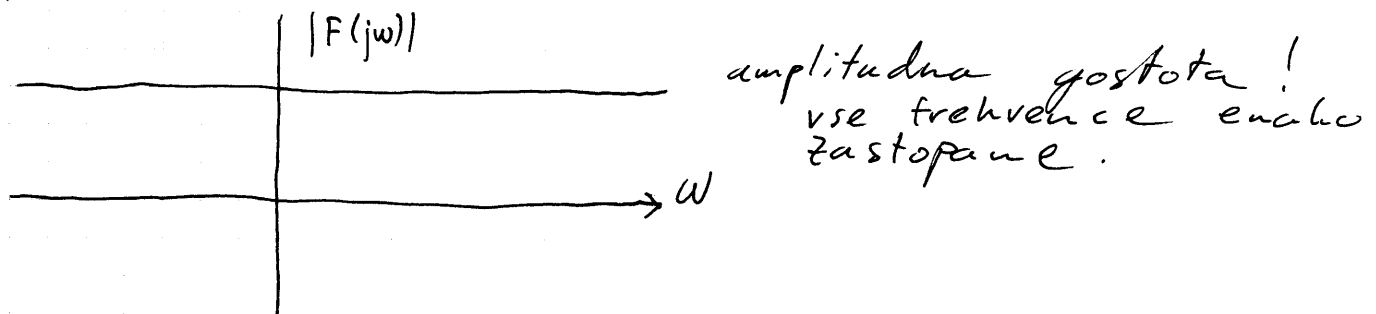 |F(jω)|
amplitudna gostota!
vse frekvence enako
zastopane.
ω